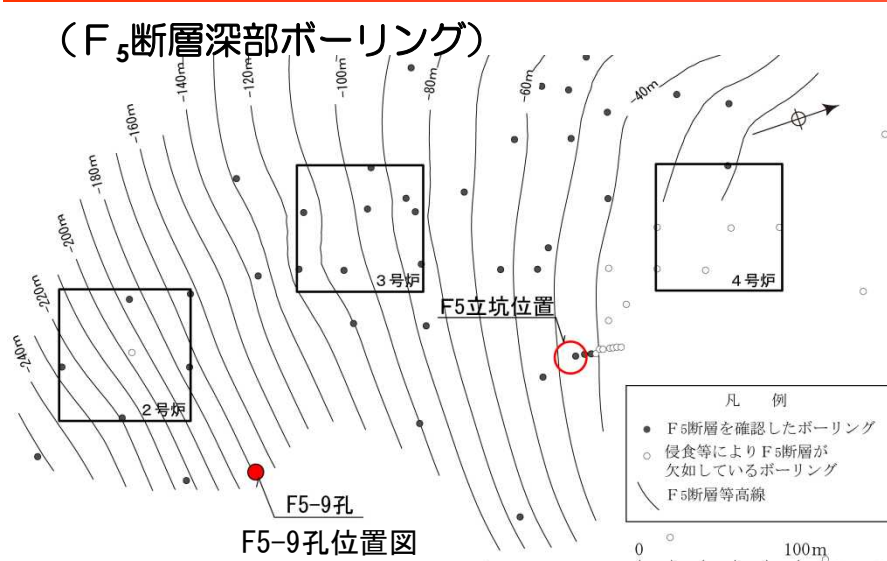 （Ｆ₅断層深部ボーリング）
-140m
-120m
-100m
-80m
-60m
-40m
-160m
-180m
-200m
-220m
-240m
3号炉
4号炉
2号炉
F5立坑位置
F5-9孔
F5-9孔位置図
凡　例
Ｆ5断層を確認したボーリング
侵食等によりＦ5断層が
欠如しているボーリング
Ｆ5断層等高線
0 100m